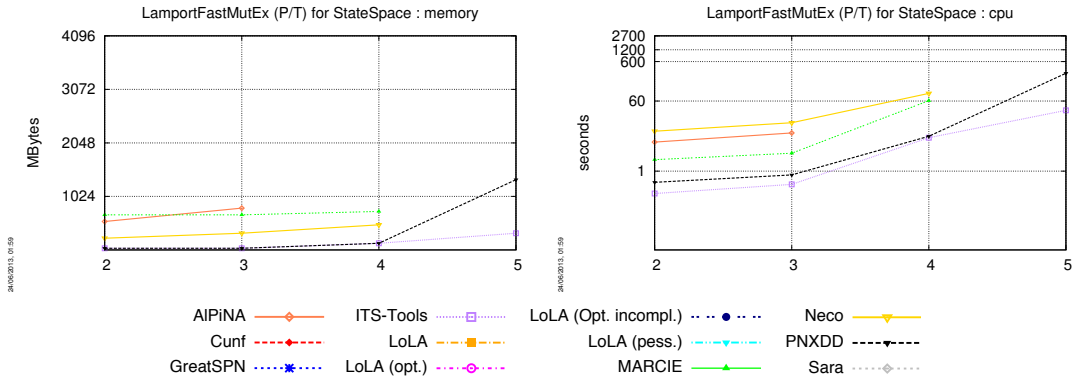 LamportFastMutEx (P/T) for StateSpace : memory
4096
3072
2048
1024
MBytes
2 3 4 5
24/06/2013, 01:59
LamportFastMutEx (P/T) for StateSpace : cpu
2700
1200
600
60
1
seconds
2 3 4 5
24/06/2013, 01:59
AlPiNA ITS-Tools LoLA (Opt. incompl.) Neco
Cunf LoLA LoLA (pess.) PNXDD
GreatSPN LoLA (opt.) MARCIE Sara